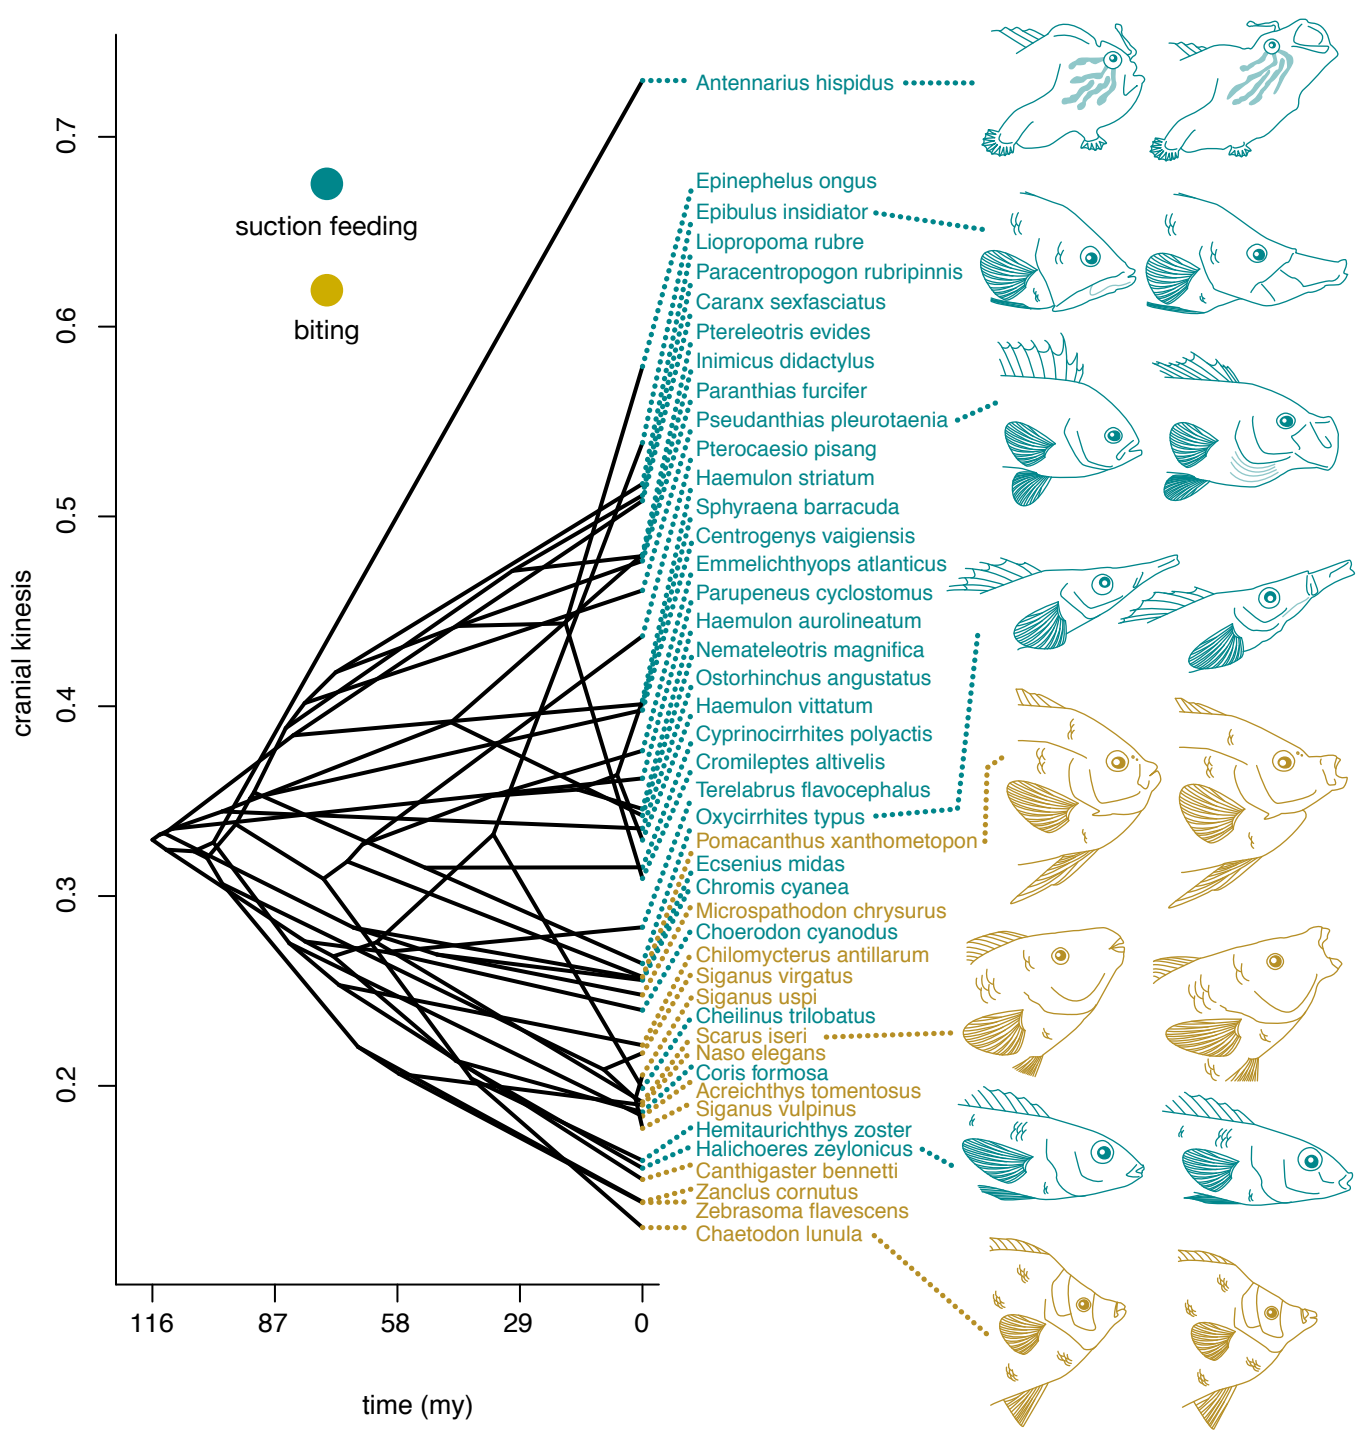 cranial kinesis
0.7
0.6
0.5
0.4
0.3
0.2
suction feeding
biting
Antennarius hispidus
Epinephelus ongus
Epibulus insidiator
Liopropoma rubre
Paracentropogon rubripinnis
Caranx sexfasciatus
Ptereleotris evides
Inimicus didactylus
Paranthias furcifer
Pseudanthias pleurotaenia
Pterocaesio pisang
Haemulon striatum
Sphyraena barracuda
Centrogenys vaigiensis
Emmelichthyops atlanticus
Parupeneus cyclostomus
Haemulon aurolineatum
Nemateleotris magnifica
Ostorhinchus angustatus
Haemulon vittatum
Cyprinocirrhites polyactis
Cromileptes altivelis
Terelabrus flavocephalus
Oxycirrhites typus
Pomacanthus xanthometopon
Ecsenius midas
Chromis cyanea
Microspathodon chrysurus
Choerodon cyanodus
Chilomycterus antillarum
Siganus virgatus
Siganus uspi
Cheilinus trilobatus
Scarus iseri
Naso elegans
Coris formosa
Acreichthys tomentosus
Siganus vulpinus
Hemitaurichthys zoster
Halichoeres zeylonicus
Canthigaster bennetti
Zanclus cornutus
Zebrasoma flavescens
Chaetodon lunula
116 87 58 29 0
time (my)